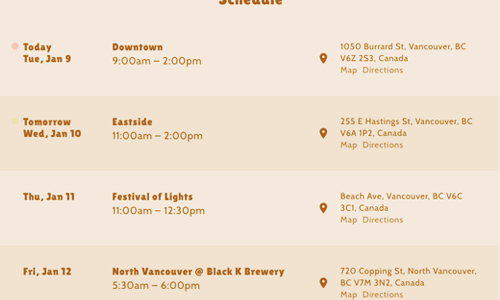 Schedule
Today
Tue, Jan 9
Downtown
9:00am – 2:00pm
1050 Burrard St, Vancouver, BC
V6Z 2S3, Canada
Map Directions
Tomorrow
Wed, Jan 10
Eastside
11:00am – 2:00pm
255 E Hastings St, Vancouver, BC
V6A 1P2, Canada
Map Directions
Thu, Jan 11
Festival of Lights
11:00am – 12:30pm
Beach Ave, Vancouver, BC V6C
3C1, Canada
Map Directions
Fri, Jan 12
North Vancouver @ Black K Brewery
5:30am – 6:00pm
720 Copping St, North Vancouver,
BC V7M 3N2, Canada
Map Directions